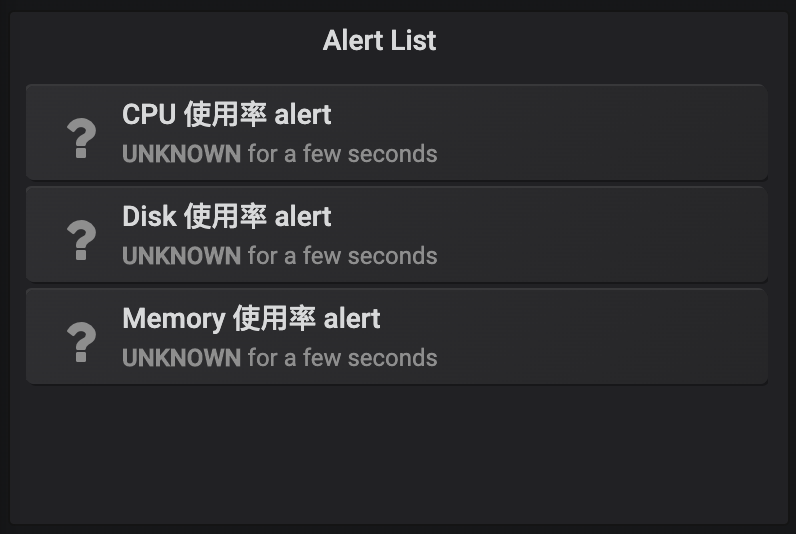 Alert List
CPU 使用率 alert
UNKNOWN for a few seconds
Disk 使用率 alert
UNKNOWN for a few seconds
Memory 使用率 alert
UNKNOWN for a few seconds